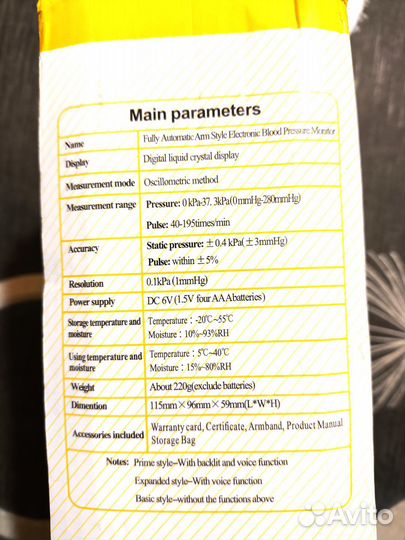 Main parameters
Name Fully Automatic Arm Style Electronic Blood Pressure Monitor
Display Digital liquid crystal display
Measurement mode Oscillometric method
Measurement range Pressure: 0 kPa-37. 3kPa(0mmHg-280mmHg)
Pulse: 40-195times/min
Accuracy Static pressure: ±0.4 kPa(±3mmHg)
Pulse: within ±5%
Resolution 0.1kPa (1mmHg)
Power supply DC 6V (1.5V four AAAbatteries)
Storage temperature and moisture Temperature：-20℃~55℃
Moisture：10%~93%RH
Using temperature and moisture Temperature：5℃~40℃
Moisture：15%~80%RH
Weight About 220g(exclude batteries)
Dimention 115mm×96mm×59mm(L*W*H)
Accessories included Warranty card, Certificate, Armband, Product Manual
Storage Bag
Notes: Prime style–With backlit and voice function
Expanded style–With voice function
Basic style–without the functions above
Avito